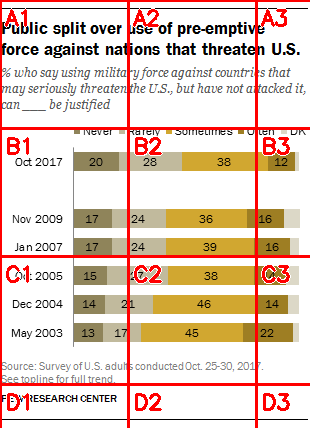 Public split over use of pre-emptive
force against nations that threaten U.S.
% who say using military force against countries that
may seriously threaten the U.S., but have not attacked it,
can ____ be justified
Never Rarely Sometimes Often DK
Oct 2017 20 28 38 12
Nov 2009 17 24 36 16
Jan 2007 17 24 39 16
Oct 2005 15 27 38
Dec 2004 14 21 46 14
May 2003 13 17 45 22
Source: Survey of U.S. adults conducted Oct. 25-30, 2017.
See topline for full trend.
PEW RESEARCH CENTER
A1 A2 A3
B1 B2 B3
C1 C2 C3
D1 D2 D3